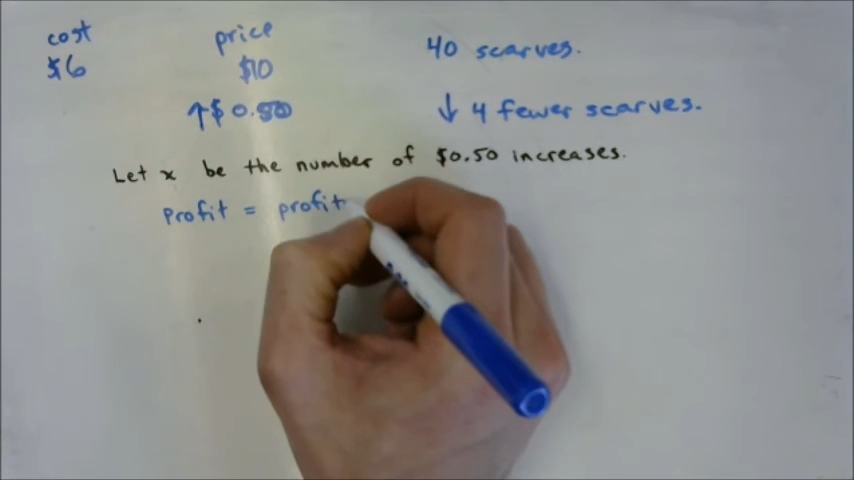 cost price 40 scarves.
$6 $10
↑$0.50 ↓ 4 fewer scarves.
Let x be the number of $0.50 increases.
Profit = profit